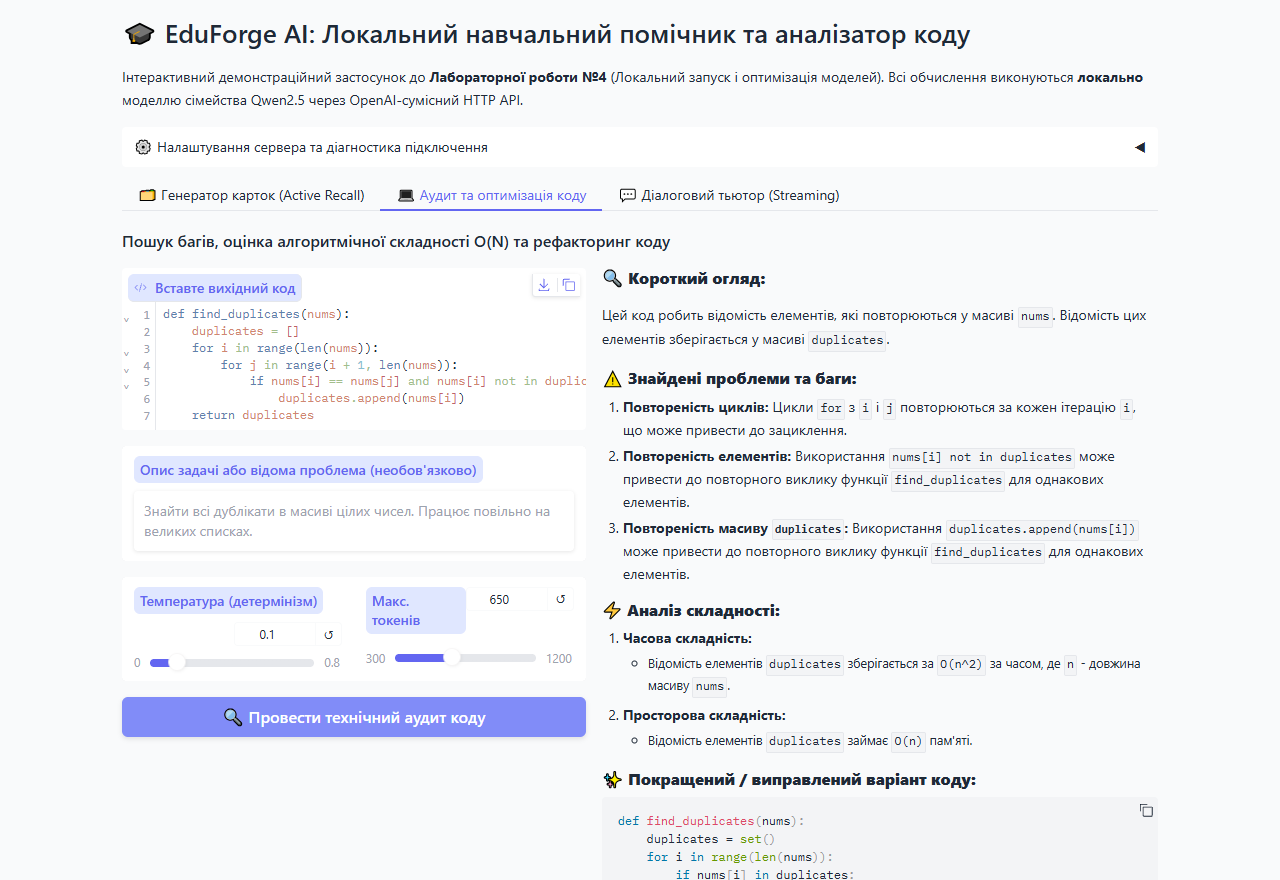 🎓 EduForge AI: Локальний навчальний помічник та аналізатор коду
Інтерактивний демонстраційний застосунок до Лабораторної роботи №4 (Локальний запуск і оптимізація моделей). Всі обчислення виконуються локально
моделлю сімейства Qwen2.5 через OpenAI-сумісний HTTP API.
⚙️ Налаштування сервера та діагностика підключення ◀
🗂️ Генератор карток (Active Recall) 💻 Аудит та оптимізація коду 💬 Діалоговий тьютор (Streaming)
Пошук багів, оцінка алгоритмічної складності O(N) та рефакторинг коду
</> Вставте вихідний код
1 def find_duplicates(nums):
2     duplicates = []
3     for i in range(len(nums)):
4         for j in range(i + 1, len(nums)):
5             if nums[i] == nums[j] and nums[i] not in duplic
6                 duplicates.append(nums[i])
7     return duplicates
Опис задачі або відома проблема (необов'язково)
Знайти всі дублікати в масиві цілих чисел. Працює повільно на
великих списках.
Температура (детермінізм)
0.1 ↺
0 0.8
Макс.
токенів
650 ↺
300 1200
🔍 Провести технічний аудит коду
🔍 Короткий огляд:
Цей код робить відомість елементів, які повторюються у масиві nums. Відомість цих
елементів зберігається у масиві duplicates.
⚠️ Знайдені проблеми та баги:
1. Повтореність циклів: Цикли for з i і j повторюються за кожен ітерацію i,
що може привести до зациклення.
2. Повтореність елементів: Використання nums[i] not in duplicates може
привести до повторного виклику функції find_duplicates для однакових
елементів.
3. Повтореність масиву duplicates: Використання duplicates.append(nums[i])
може привести до повторного виклику функції find_duplicates для однакових
елементів.
⚡ Аналіз складності:
1. Часова складність:
Відомість елементів duplicates зберігається за O(n^2) за часом, де n - довжина
масиву nums.
2. Просторова складність:
Відомість елементів duplicates займає O(n) пам'яті.
✨ Покращений / виправлений варіант коду:
def find_duplicates(nums):
    duplicates = set()
    for i in range(len(nums)):
        if nums[i] in duplicates: